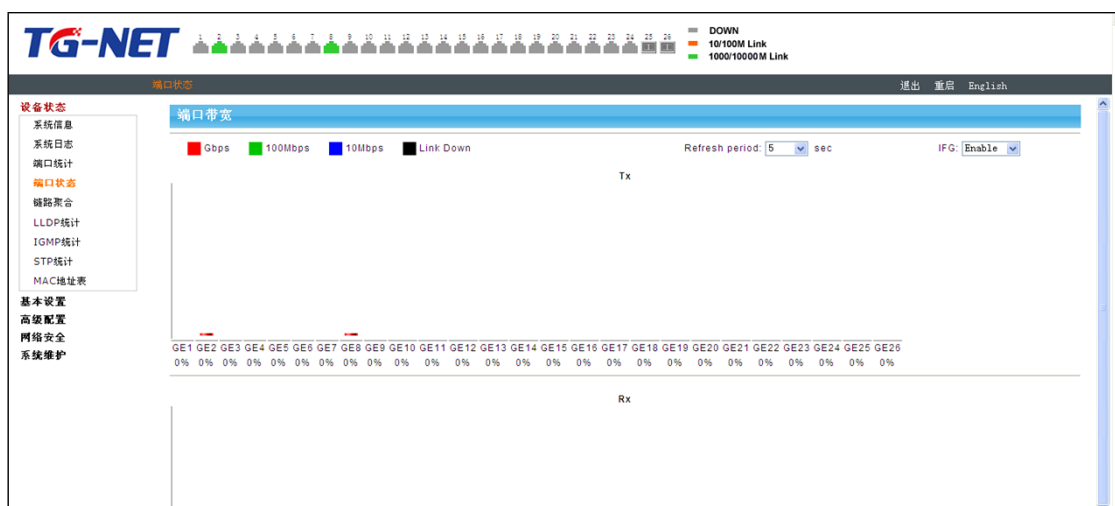 TG-NET
1 2 3 4 5 6 7 8 9 10 11 12 13 14 15 16 17 18 19 20 21 22 23 24 25 26
DOWN
10/100M Link
1000/10000M Link
端口状态
退出 重启 English
设备状态
系统信息
系统日志
端口统计
端口状态
链路聚合
LLDP统计
IGMP统计
STP统计
MAC地址表
基本设置
高级配置
网络安全
系统维护
端口带宽
Gbps 100Mbps 10Mbps Link Down Refresh period: 5 sec IFG: Enable
Tx
GE1 GE2 GE3 GE4 GE5 GE6 GE7 GE8 GE9 GE10 GE11 GE12 GE13 GE14 GE15 GE16 GE17 GE18 GE19 GE20 GE21 GE22 GE23 GE24 GE25 GE26
0% 0% 0% 0% 0% 0% 0% 0% 0% 0% 0% 0% 0% 0% 0% 0% 0% 0% 0% 0% 0% 0% 0% 0% 0% 0%
Rx